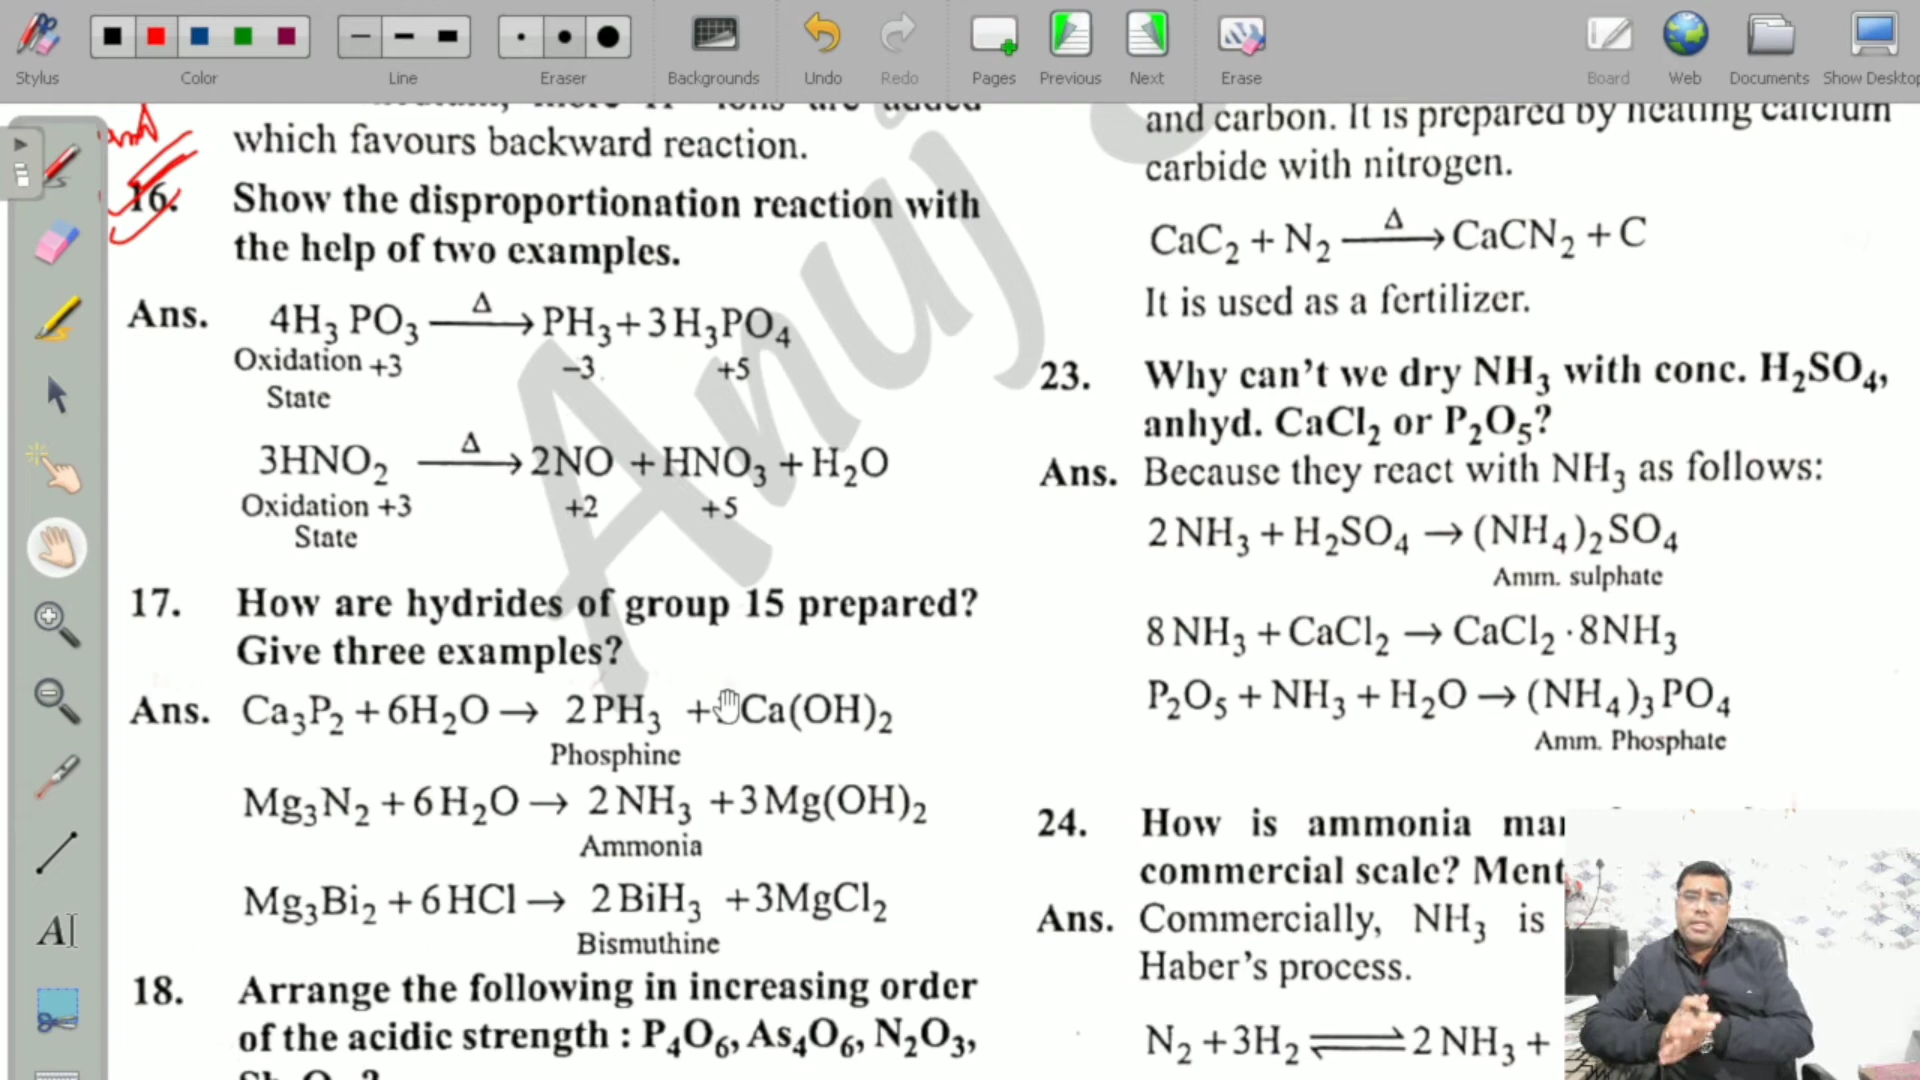 Stylus
Color
Line
Eraser
Backgrounds
Undo
Redo
Pages
Previous
Next
Erase
Board
Web
Documents
Show Desktop
and
which favours backward reaction.
16. Show the disproportionation reaction with
the help of two examples.
Ans. 4H₃PO₃ —Δ→ PH₃ + 3H₃PO₄
Oxidation +3 –3 +5
State
3HNO₂ —Δ→ 2NO + HNO₃ + H₂O
Oxidation +3 +2 +5
State
17. How are hydrides of group 15 prepared?
Give three examples?
Ans. Ca₃P₂ + 6H₂O → 2PH₃ + Ca(OH)₂
Phosphine
Mg₃N₂ + 6H₂O → 2NH₃ + 3Mg(OH)₂
Ammonia
Mg₃Bi₂ + 6HCl → 2BiH₃ + 3MgCl₂
Bismuthine
18. Arrange the following in increasing order
of the acidic strength : P₄O₆, As₄O₆, N₂O₃,
and carbon. It is prepared by heating calcium
carbide with nitrogen.
CaC₂ + N₂ —Δ→ CaCN₂ + C
It is used as a fertilizer.
23. Why can't we dry NH₃ with conc. H₂SO₄,
anhyd. CaCl₂ or P₂O₅?
Ans. Because they react with NH₃ as follows:
2NH₃ + H₂SO₄ → (NH₄)₂SO₄
Amm. sulphate
8NH₃ + CaCl₂ → CaCl₂·8NH₃
P₂O₅ + NH₃ + H₂O → (NH₄)₃PO₄
Amm. Phosphate
24. How is ammonia
commercial scale?
Ans. Commercially, NH₃ is
Haber's process.
N₂ + 3H₂ ⇌ 2NH₃ +
Anuj
AI